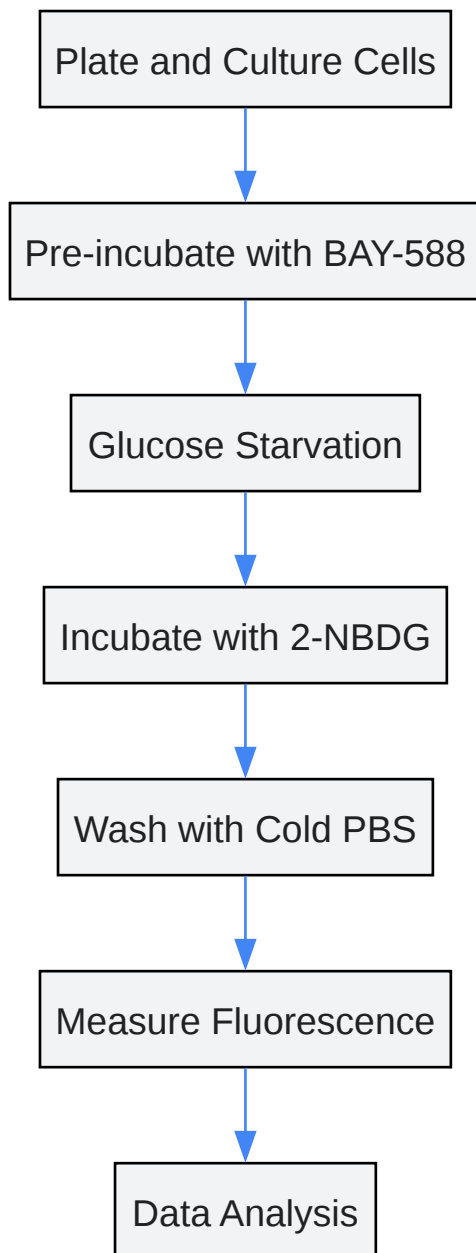 Plate and Culture Cells
Pre-incubate with BAY-588
Glucose Starvation
Incubate with 2-NBDG
Wash with Cold PBS
Measure Fluorescence
Data Analysis